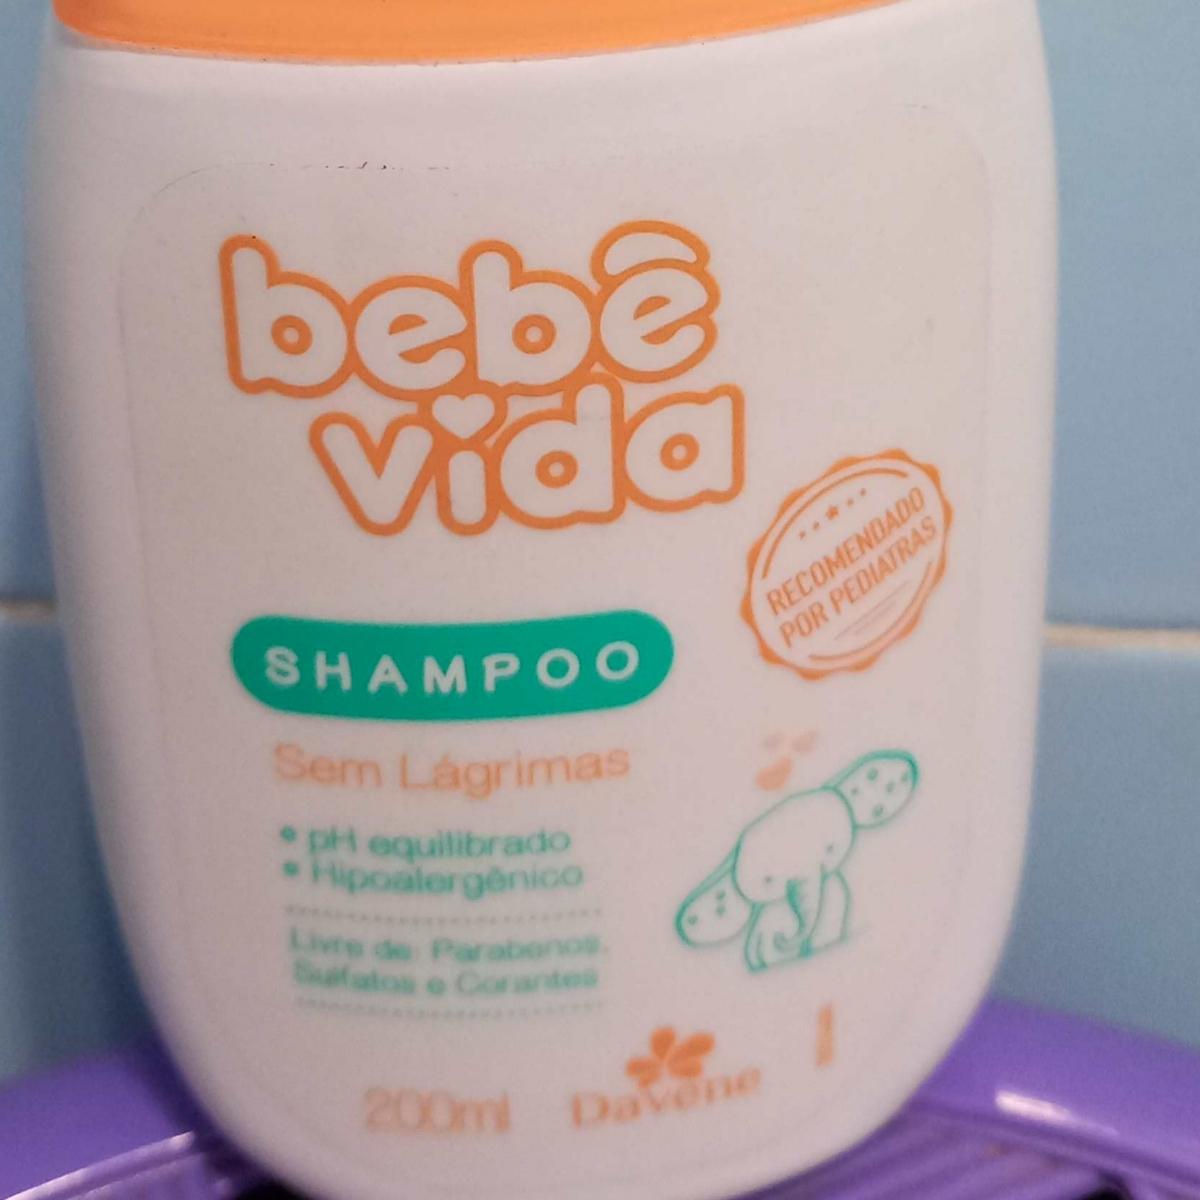 bebê
vida
RECOMENDADO
POR PEDIATRAS
SHAMPOO
Sem Lágrimas
• pH equilibrado
• Hipoalergênico
Livre de: Parabenos,
Sulfatos e Corantes
200ml
Davene